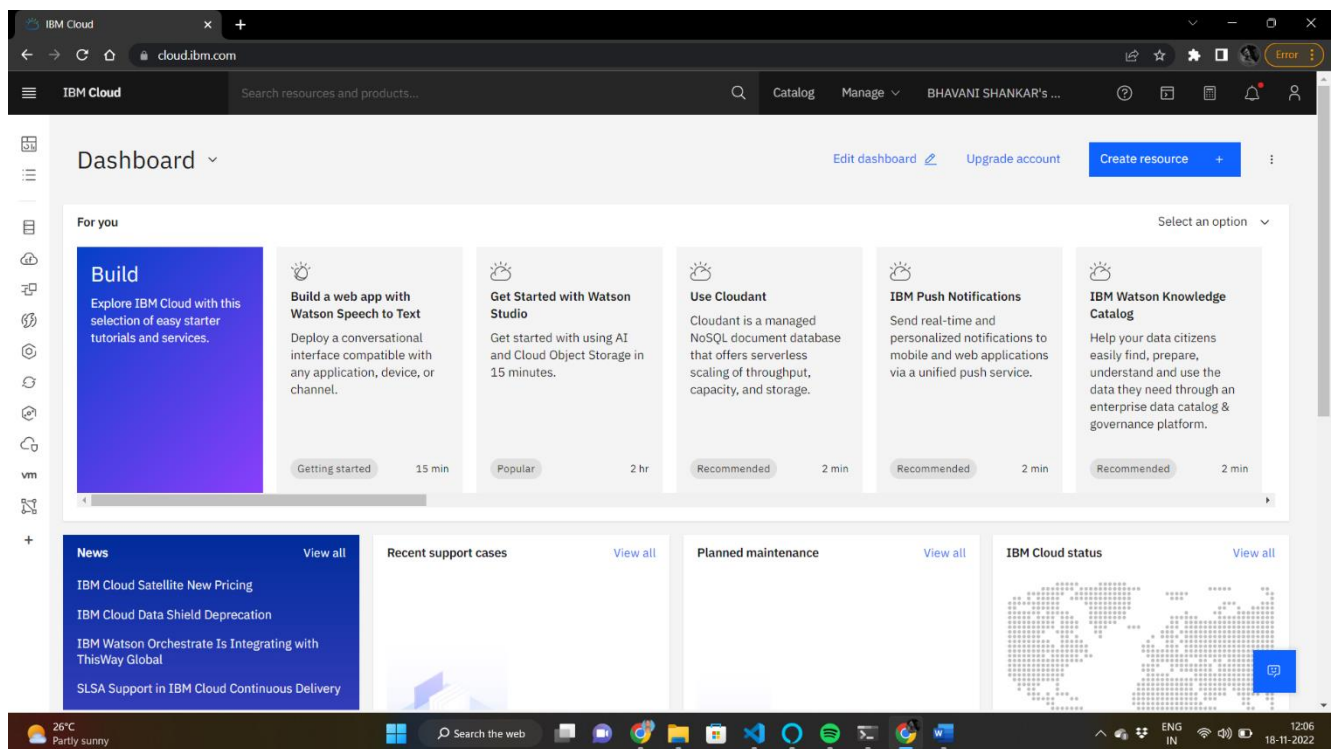 IBM Cloud
cloud.ibm.com
Error
IBM Cloud
Search resources and products...
Catalog
Manage
BHAVANI SHANKAR's ...
Dashboard
Edit dashboard
Upgrade account
Create resource +
For you
Select an option
Build
Explore IBM Cloud with this
selection of easy starter
tutorials and services.
Build a web app with
Watson Speech to Text
Deploy a conversational
interface compatible with
any application, device, or
channel.
Getting started
15 min
Get Started with Watson
Studio
Get started with using AI
and Cloud Object Storage in
15 minutes.
Popular
2 hr
Use Cloudant
Cloudant is a managed
NoSQL document database
that offers serverless
scaling of throughput,
capacity, and storage.
Recommended
2 min
IBM Push Notifications
Send real-time and
personalized notifications to
mobile and web applications
via a unified push service.
Recommended
2 min
IBM Watson Knowledge
Catalog
Help your data citizens
easily find, prepare,
understand and use the
data they need through an
enterprise data catalog &
governance platform.
Recommended
2 min
vm
News
View all
IBM Cloud Satellite New Pricing
IBM Cloud Data Shield Deprecation
IBM Watson Orchestrate Is Integrating with
ThisWay Global
SLSA Support in IBM Cloud Continuous Delivery
Recent support cases
View all
Planned maintenance
View all
IBM Cloud status
View all
26°C
Partly sunny
Search the web
ENG
IN
12:06
18-11-2022